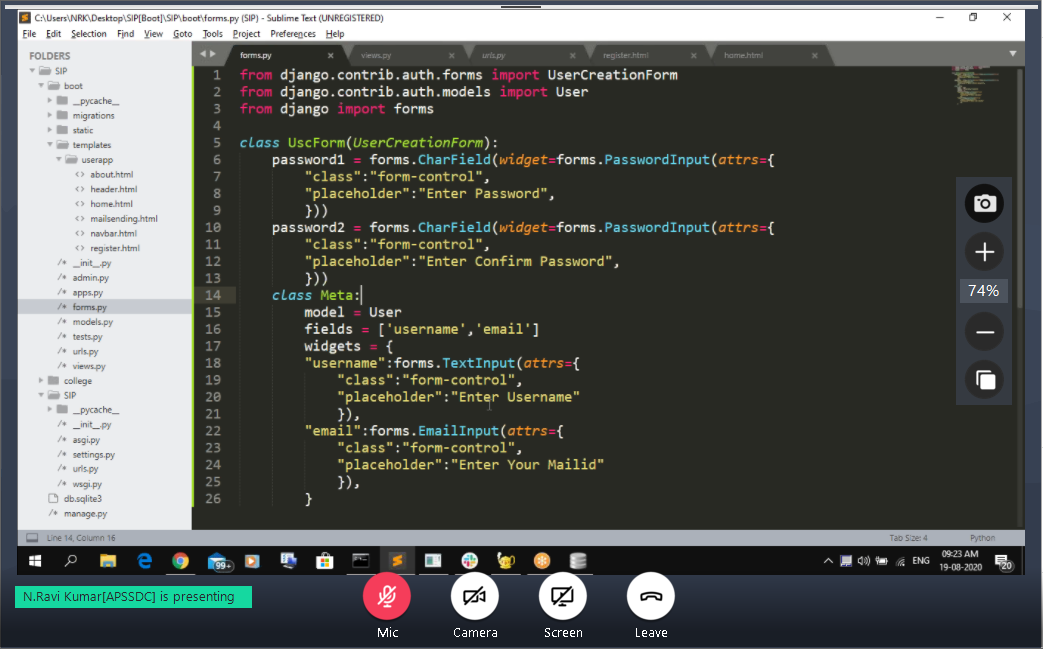 C:\Users\NRK\Desktop\SIP[Boot]\SIP\boot\forms.py (SIP) - Sublime Text (UNREGISTERED)
File Edit Selection Find View Goto Tools Project Preferences Help
FOLDERS
SIP
boot
__pycache__
migrations
static
templates
userapp
about.html
header.html
home.html
mailsending.html
navbar.html
register.html
__init__.py
admin.py
apps.py
forms.py
models.py
tests.py
urls.py
views.py
college
SIP
__pycache__
__init__.py
asgi.py
settings.py
urls.py
wsgi.py
db.sqlite3
manage.py
forms.py views.py urls.py register.html home.html
1 from django.contrib.auth.forms import UserCreationForm
2 from django.contrib.auth.models import User
3 from django import forms
4
5 class UscForm(UserCreationForm):
6 password1 = forms.CharField(widget=forms.PasswordInput(attrs={
7 "class":"form-control",
8 "placeholder":"Enter Password",
9 }))
10 password2 = forms.CharField(widget=forms.PasswordInput(attrs={
11 "class":"form-control",
12 "placeholder":"Enter Confirm Password",
13 }))
14 class Meta:
15 model = User
16 fields = ['username','email']
17 widgets = {
18 "username":forms.TextInput(attrs={
19 "class":"form-control",
20 "placeholder":"Enter Username"
21 }),
22 "email":forms.EmailInput(attrs={
23 "class":"form-control",
24 "placeholder":"Enter Your Mailid"
25 }),
26 }
74%
Line 14, Column 16 Tab Size: 4 Python
99+
ENG
09:23 AM
19-08-2020
20
N.Ravi Kumar[APSSDC] is presenting
Mic Camera Screen Leave